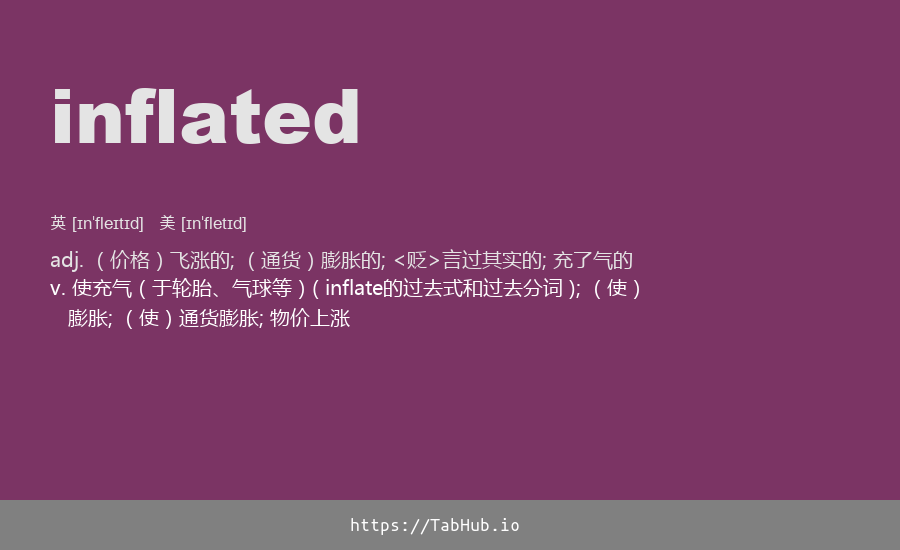 inflated
英 [ɪnˈfleɪtɪd] 美 [ɪnˈfletɪd]
adj. （价格）飞涨的; （通货）膨胀的; <贬>言过其实的; 充了气的
v. 使充气（于轮胎、气球等）（inflate的过去式和过去分词）; （使）
膨胀; （使）通货膨胀; 物价上涨
https://TabHub.io